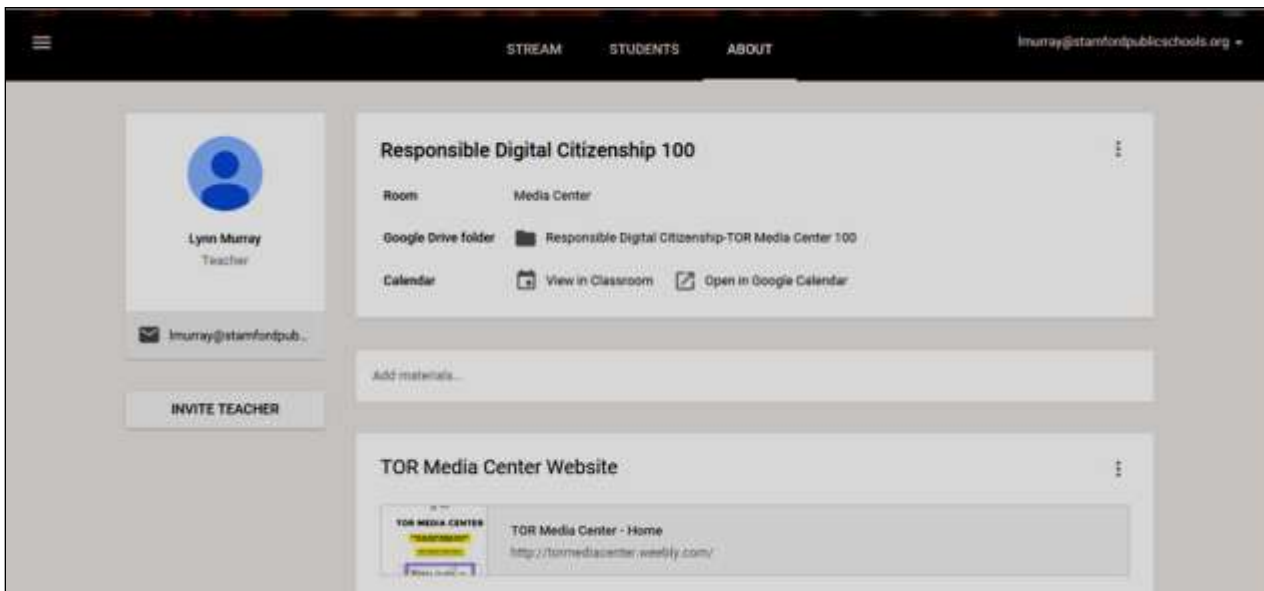 STREAM STUDENTS ABOUT lmurray@stamfordpublicschools.org
Lynn Murray
Teacher
lmurray@stamfordpub...
INVITE TEACHER
Responsible Digital Citizenship 100
Room Media Center
Google Drive folder Responsible Digital Citizenship-TOR Media Center 100
Calendar View in Classroom Open in Google Calendar
Add materials...
TOR Media Center Website
TOR MEDIA CENTER
TOR Media Center - Home
http://tormediacenter.weebly.com/